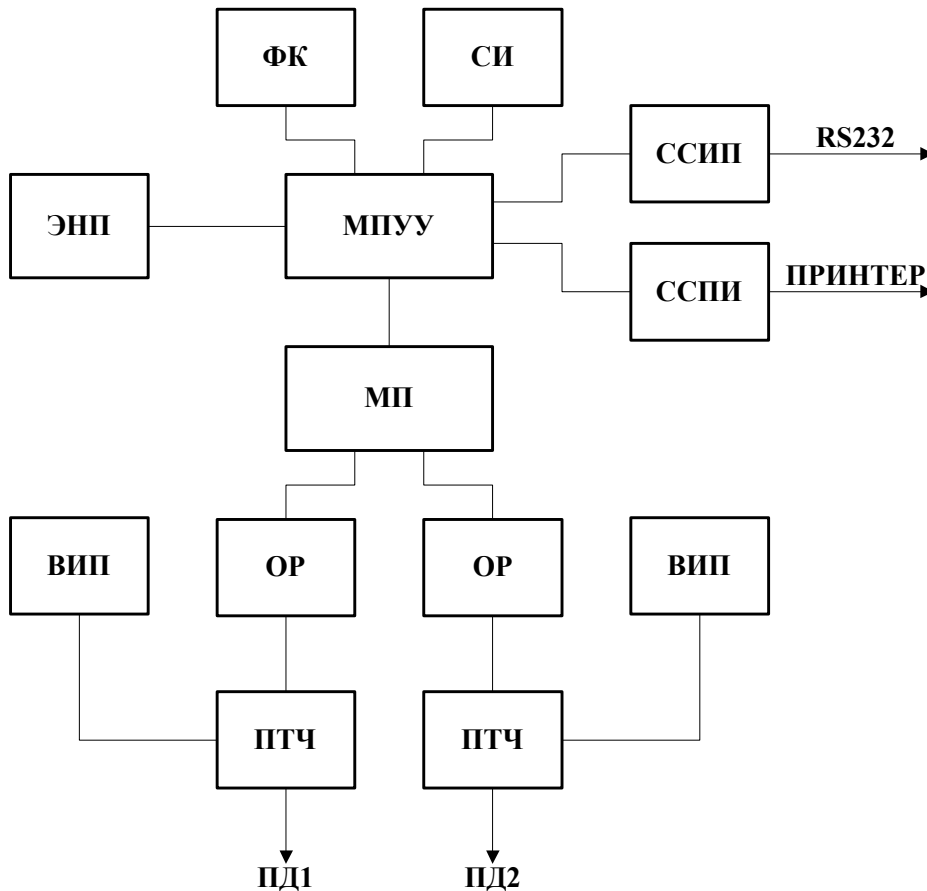 ФК
СИ
ССИП
RS232
ЭНП
МПУУ
ССПИ
ПРИНТЕР
МП
ВИП
ОР
ОР
ВИП
ПТЧ
ПТЧ
ПД1
ПД2